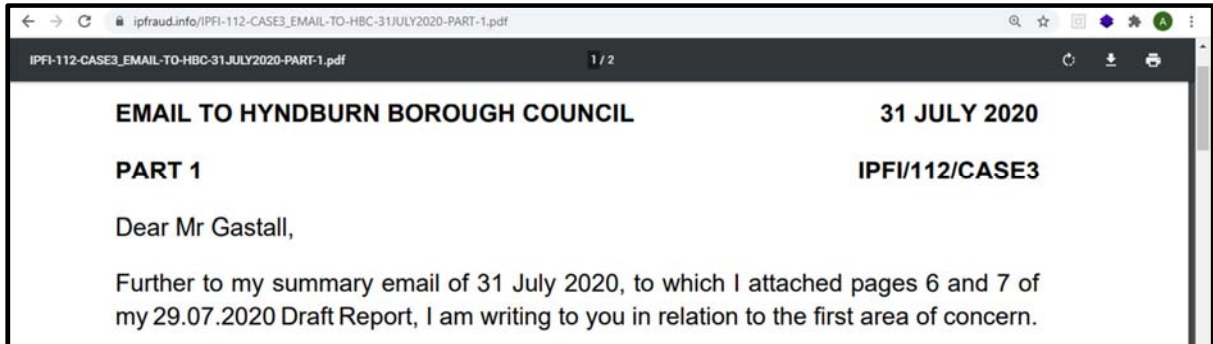 ipfraud.info/IPFI-112-CASE3_EMAIL-TO-HBC-31JULY2020-PART-1.pdf
A
IPFI-112-CASE3_EMAIL-TO-HBC-31JULY2020-PART-1.pdf 1 / 2
EMAIL TO HYNDBURN BOROUGH COUNCIL 31 JULY 2020
PART 1 IPFI/112/CASE3
Dear Mr Gastall,
Further to my summary email of 31 July 2020, to which I attached pages 6 and 7 of
my 29.07.2020 Draft Report, I am writing to you in relation to the first area of concern.